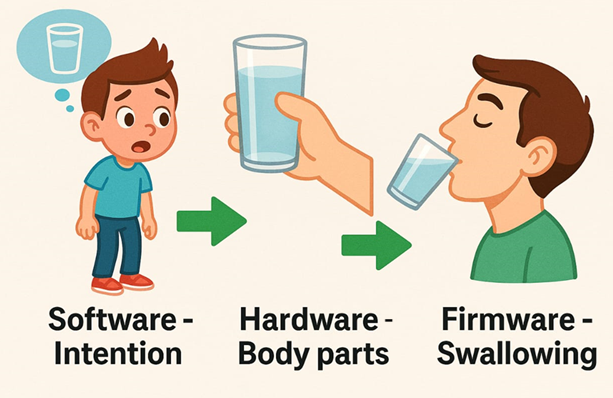 Software -
Intention
Hardware -
Body parts
Firmware -
Swallowing